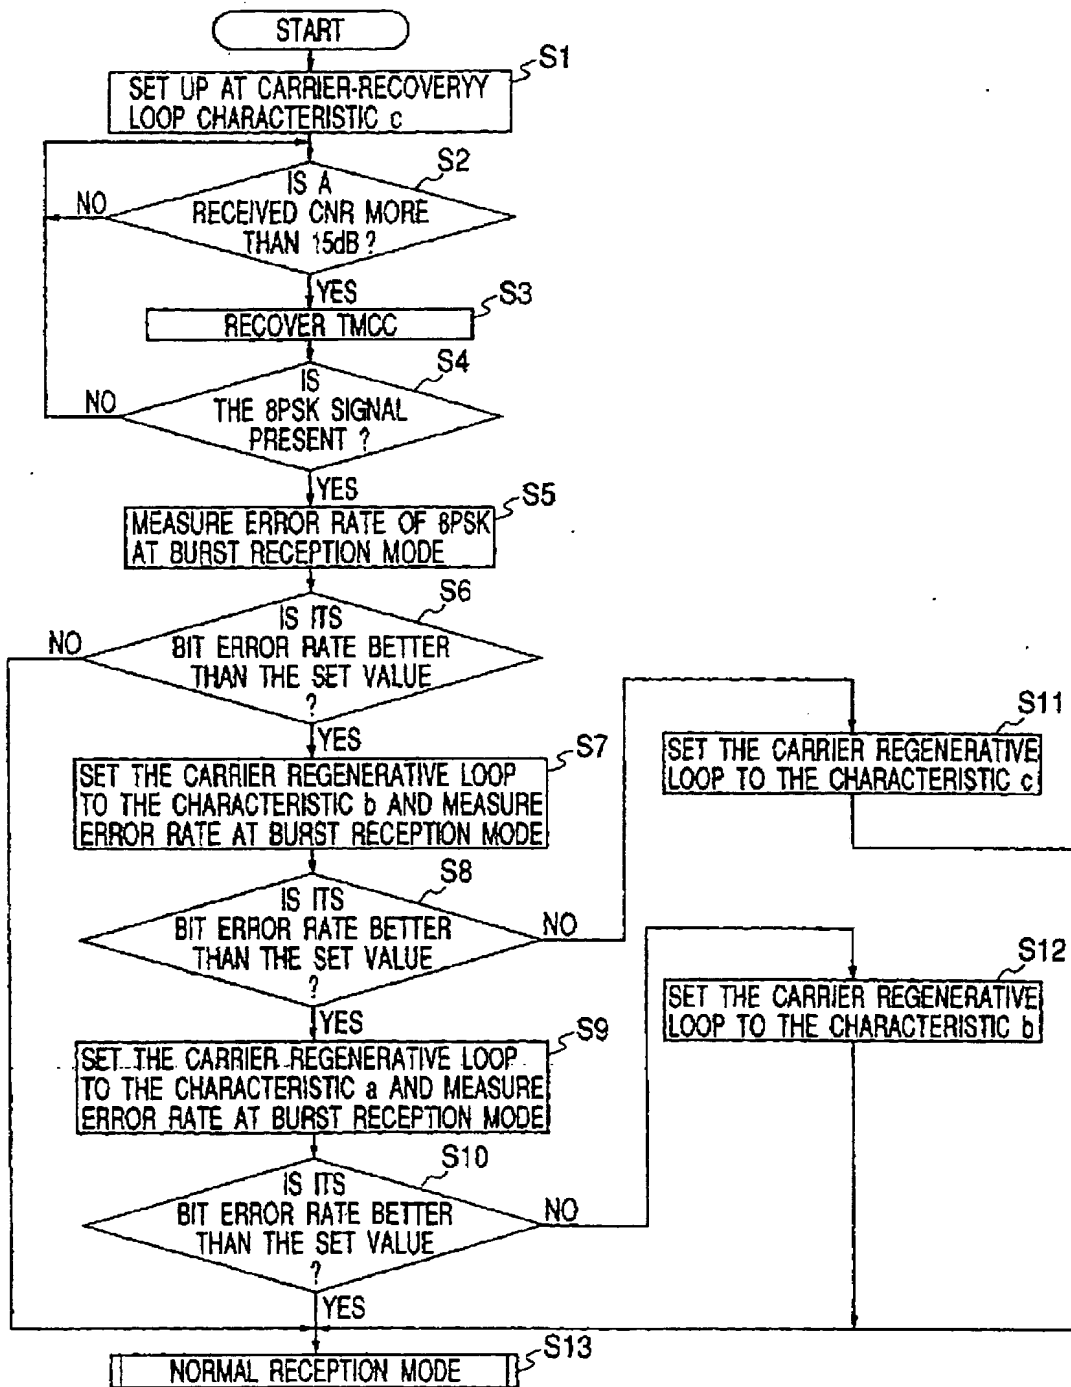 START
S1
SET UP AT CARRIER-RECOVERYY
LOOP CHARACTERISTIC c
S2
IS A
RECEIVED CNR MORE
THAN 15dB ?
NO
YES
S3
RECOVER TMCC
S4
IS
THE 8PSK SIGNAL
PRESENT ?
NO
YES
S5
MEASURE ERROR RATE OF 8PSK
AT BURST RECEPTION MODE
S6
IS ITS
BIT ERROR RATE BETTER
THAN THE SET VALUE
?
NO
YES
S7
SET THE CARRIER REGENERATIVE LOOP
TO THE CHARACTERISTIC b AND MEASURE
ERROR RATE AT BURST RECEPTION MODE
S11
SET THE CARRIER REGENERATIVE
LOOP TO THE CHARACTERISTIC c
S8
IS ITS
BIT ERROR RATE BETTER
THAN THE SET VALUE
?
NO
YES
S12
SET THE CARRIER REGENERATIVE
LOOP TO THE CHARACTERISTIC b
S9
SET THE CARRIER REGENERATIVE LOOP
TO THE CHARACTERISTIC a AND MEASURE
ERROR RATE AT BURST RECEPTION MODE
S10
IS ITS
BIT ERROR RATE BETTER
THAN THE SET VALUE
?
NO
YES
S13
NORMAL RECEPTION MODE